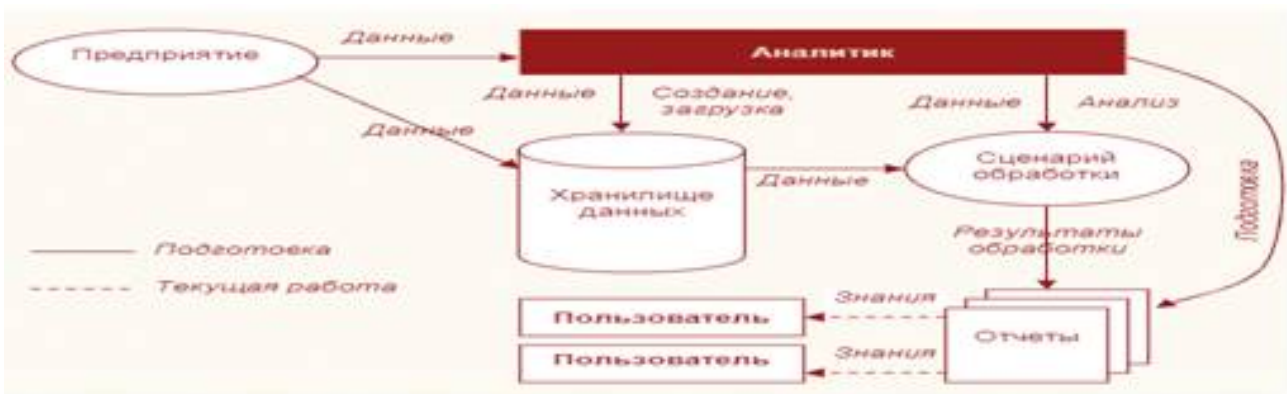 Данные
Предприятие
Аналитик
Данные
Создание,
загрузка
Данные
Анализ
Данные
Сценарий
обработки
Данные
Хранилище
данных
Подготовка
Результаты
обработки
Подготовка
Текущая работа
Знания
Пользователь
Отчеты
Знания
Пользователь